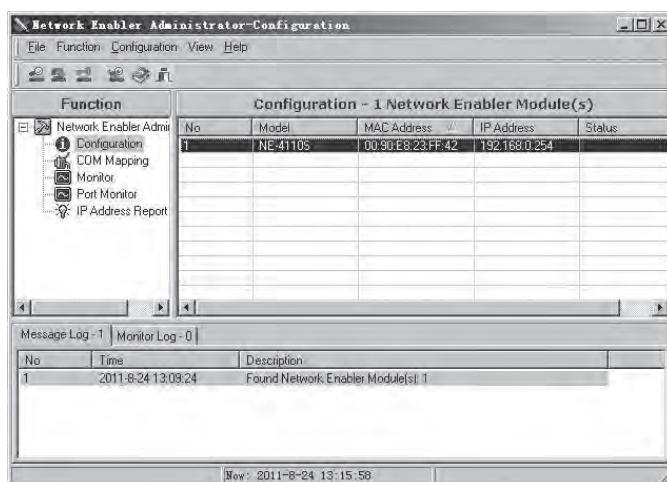 Network Enabler Administrator-Configuration
File Function Configuration View Help
Function
Configuration - 1 Network Enabler Module(s)
Network Enabler Admi
Configuration
COM Mapping
Monitor
Port Monitor
IP Address Report
No Model MAC Address IP Address Status
1 NE-4110S 00:90:E8:23:FF:42 192.168.0.254
Message Log - 1 Monitor Log - 0
No Time Description
1 2011-8-24 13:09:24 Found Network Enabler Module(s): 1
Now: 2011-8-24 13:15:58